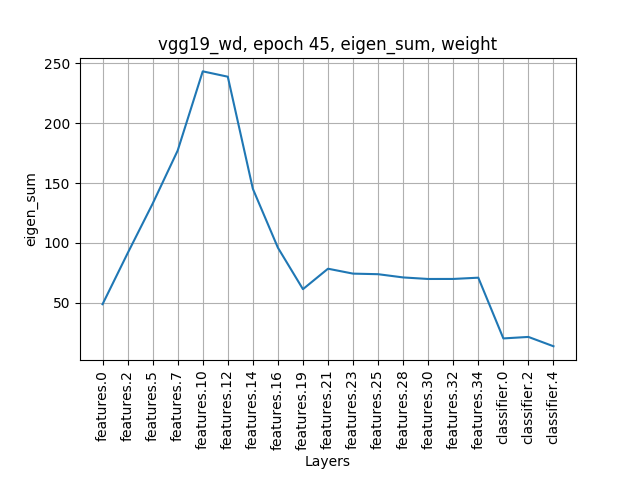 vgg19_wd, epoch 45, eigen_sum, weight
250
200
150
100
50
eigen_sum
features.0
features.2
features.5
features.7
features.10
features.12
features.14
features.16
features.19
features.21
features.23
features.25
features.28
features.30
features.32
features.34
classifier.0
classifier.2
classifier.4
Layers